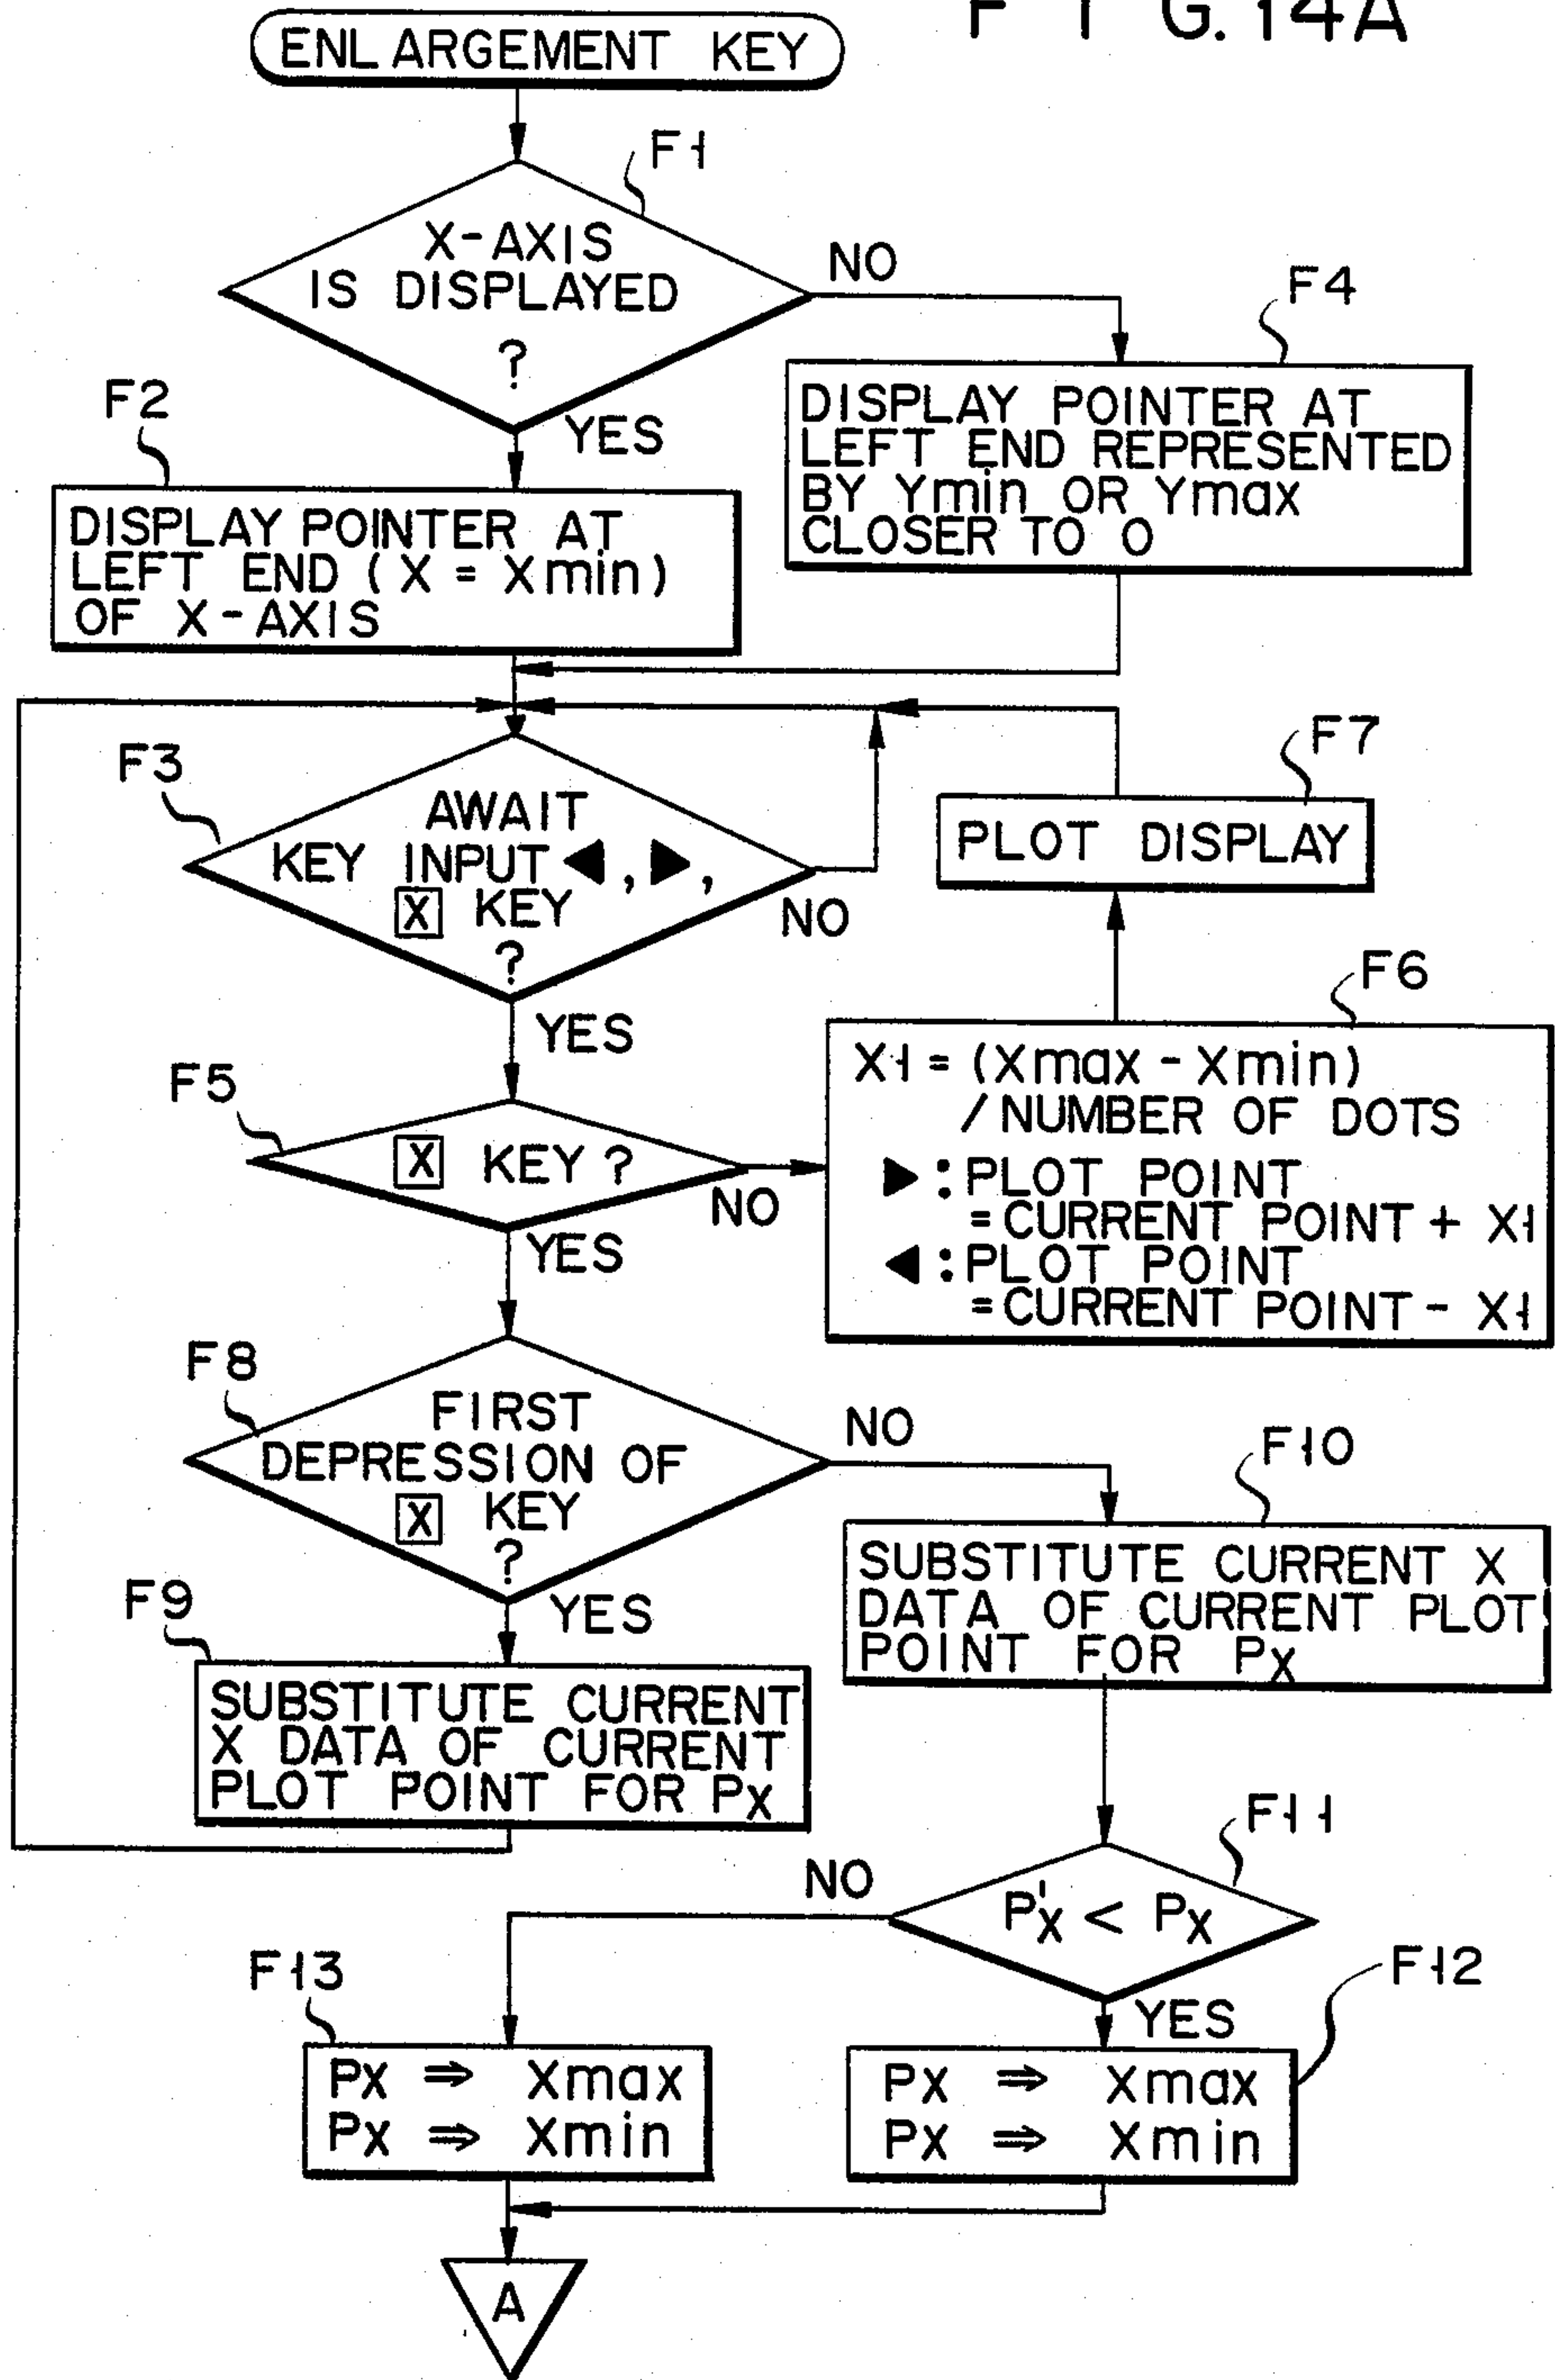 F I G. 14A
ENLARGEMENT KEY
F1
X-AXIS
IS DISPLAYED
?
NO
YES
F4
DISPLAY POINTER AT
LEFT END REPRESENTED
BY Ymin OR Ymax
CLOSER TO 0
F2
DISPLAY POINTER AT
LEFT END (X = Xmin)
OF X-AXIS
F3
AWAIT
KEY INPUT ◀, ▶,
X KEY
?
NO
YES
F7
PLOT DISPLAY
F6
X1 = (Xmax - Xmin)
/ NUMBER OF DOTS
▶ : PLOT POINT
= CURRENT POINT + X1
◀ : PLOT POINT
= CURRENT POINT - X1
F5
X KEY ?
NO
YES
F8
FIRST
DEPRESSION OF
X KEY
?
NO
YES
F10
SUBSTITUTE CURRENT X
DATA OF CURRENT PLOT
POINT FOR Px
F9
SUBSTITUTE CURRENT
X DATA OF CURRENT
PLOT POINT FOR Px
F11
P'x < Px
NO
YES
F13
Px ⇒ Xmax
Px ⇒ Xmin
F12
Px ⇒ Xmax
Px ⇒ Xmin
A